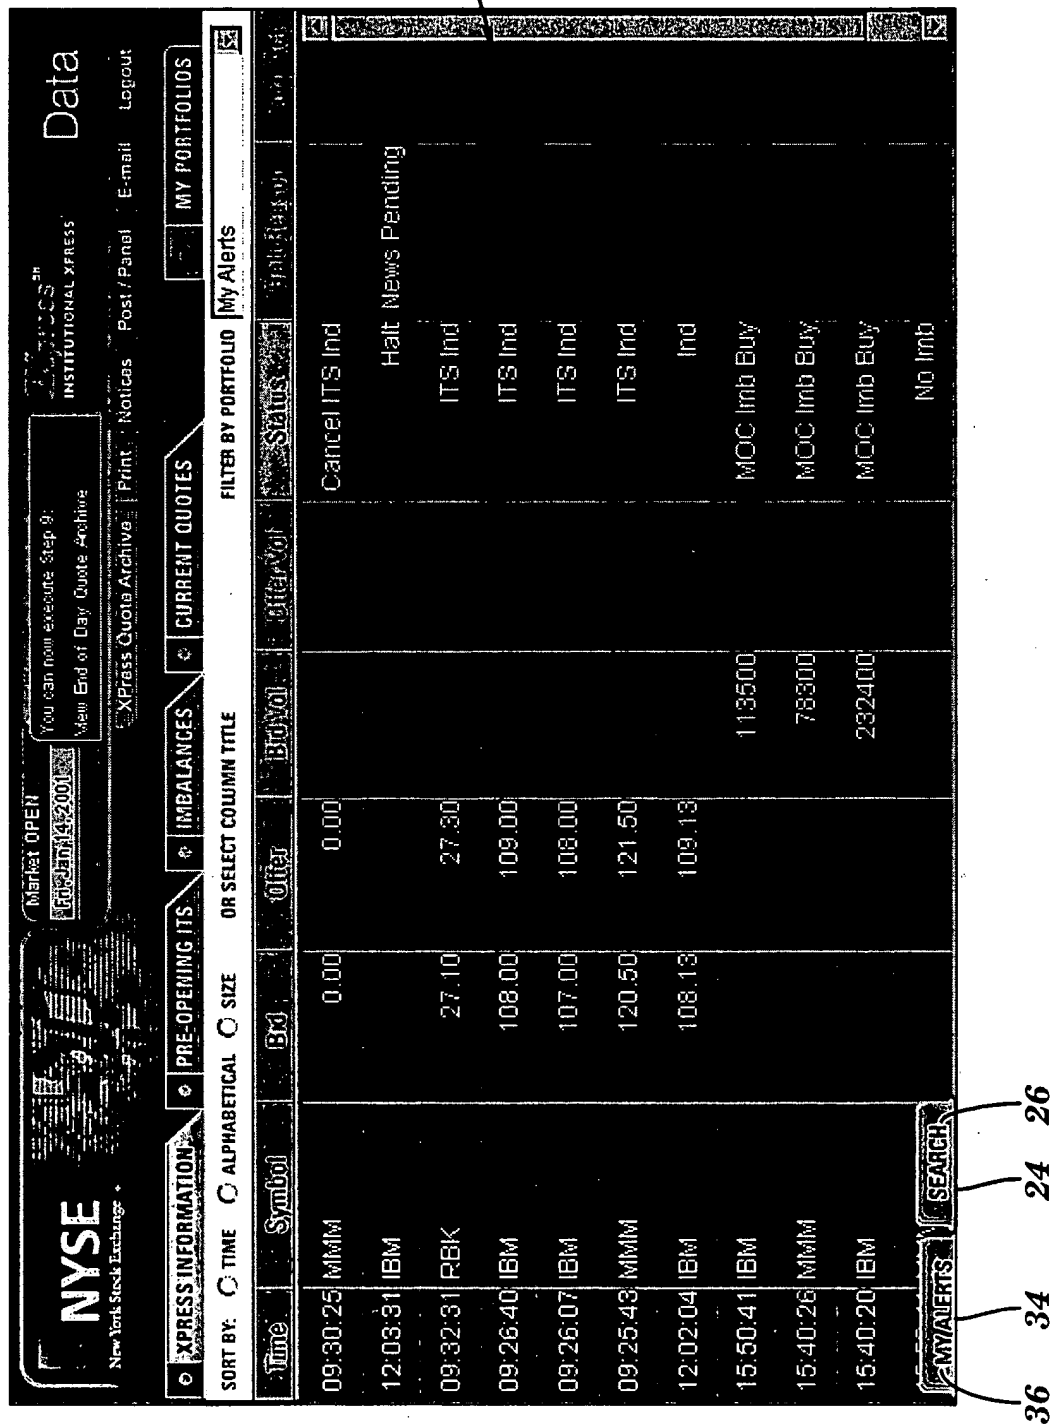 NYSE
New York Stock Exchange
Market OPEN
Fri. Jan 14, 2001
You can now execute Step 9:
View End of Day Quote Archive
INSTITUTIONAL XPRESS
SM
Data
XPress Quote Archive Print Notices Post / Panel E-mail Logout
XPRESS INFORMATION PRE-OPENING ITS IMBALANCES CURRENT QUOTES MY PORTFOLIOS
SORT BY: TIME ALPHABETICAL SIZE OR SELECT COLUMN TITLE FILTER BY PORTFOLIO My Alerts
Time Symbol Bid Offer Bid Vol Offer Vol Status Halt Reason
09:30:25 MMM 0.00 0.00 Cancel ITS Ind
12:03:31 IBM Halt News Pending
09:32:31 RBK 27.10 27.30 ITS Ind
09:26:40 IBM 108.00 109.00 ITS Ind
09:26:07 IBM 107.00 108.00 ITS Ind
09:25:43 MMM 120.50 121.50 ITS Ind
12:02:04 IBM 108.13 109.13 Ind
15:50:41 IBM 113500 MOC Imb Buy
15:40:26 MMM 78300 MOC Imb Buy
15:40:20 IBM 232400 MOC Imb Buy
No Imb
MY ALERTS SEARCH
36 34 24 26